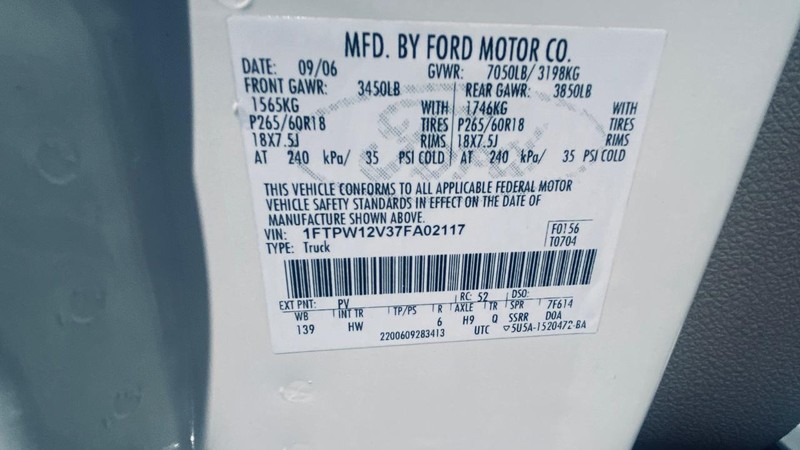 MFD. BY FORD MOTOR CO.
DATE: 09/06 GVWR: 7050LB/ 3198KG
FRONT GAWR: 3450LB REAR GAWR: 3850LB
1565KG WITH 1746KG WITH
P265/60R18 TIRES P265/60R18 TIRES
18X7.5J RIMS 18X7.5J RIMS
AT 240 kPa/ 35 PSI COLD AT 240 kPa/ 35 PSI COLD
THIS VEHICLE CONFORMS TO ALL APPLICABLE FEDERAL MOTOR
VEHICLE SAFETY STANDARDS IN EFFECT ON THE DATE OF
MANUFACTURE SHOWN ABOVE.
VIN: 1FTPW12V37FA02117 F0156
TYPE: Truck T0704
EXT PNT: PV RC: 52 DSO:
WB INT TR TP/PS R AXLE TR SPR 7F614
139 HW 6 H9 Q SSRR DOA
2200609283413 UTC ▽5U5A-1520472-BA